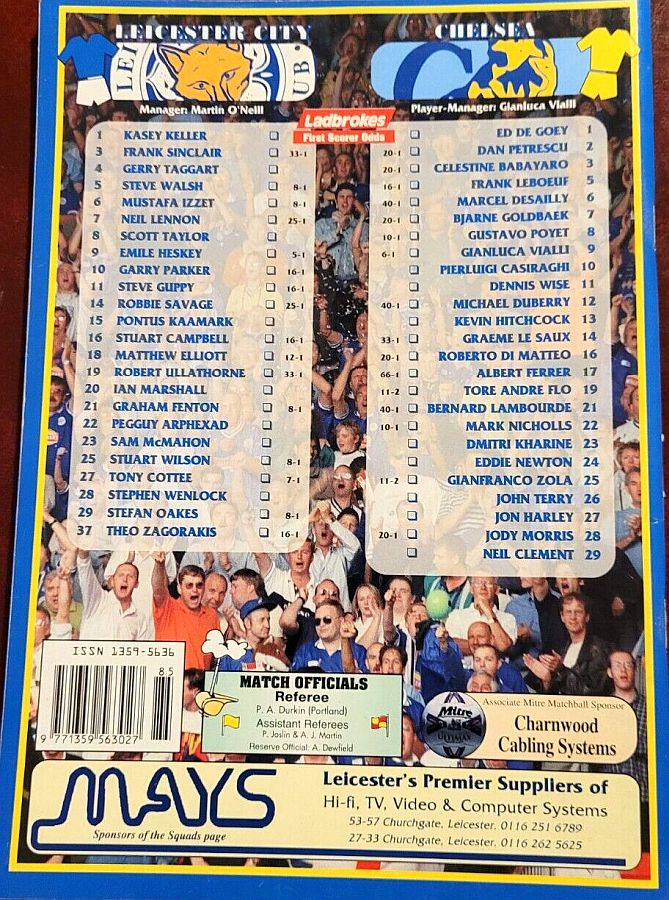 LEICESTER CITY
Manager: Martin O'Neill
CHELSEA
Player-Manager: Gianluca Vialli
Ladbrokes
First Scorer Odds
1 KASEY KELLER
3 FRANK SINCLAIR 33-1
4 GERRY TAGGART
5 STEVE WALSH 8-1
6 MUSTAFA IZZET 8-1
7 NEIL LENNON 25-1
8 SCOTT TAYLOR
9 EMILE HESKEY 5-1
10 GARRY PARKER 16-1
11 STEVE GUPPY 16-1
14 ROBBIE SAVAGE 25-1
15 PONTUS KAAMARK
16 STUART CAMPBELL 16-1
18 MATTHEW ELLIOTT 12-1
19 ROBERT ULLATHORNE 33-1
20 IAN MARSHALL
21 GRAHAM FENTON 8-1
22 PEGGUY ARPHEXAD
23 SAM McMAHON
25 STUART WILSON 8-1
27 TONY COTTEE 7-1
28 STEPHEN WENLOCK
29 STEFAN OAKES 8-1
37 THEO ZAGORAKIS 16-1
ED DE GOEY 1
20-1 DAN PETRESCU 2
20-1 CELESTINE BABAYARO 3
16-1 FRANK LEBOEUF 5
40-1 MARCEL DESAILLY 6
20-1 BJARNE GOLDBAEK 7
10-1 GUSTAVO POYET 8
6-1 GIANLUCA VIALLI 9
PIERLUIGI CASIRAGHI 10
DENNIS WISE 11
40-1 MICHAEL DUBERRY 12
KEVIN HITCHCOCK 13
33-1 GRAEME LE SAUX 14
20-1 ROBERTO DI MATTEO 16
66-1 ALBERT FERRER 17
11-2 TORE ANDRE FLO 19
40-1 BERNARD LAMBOURDE 21
10-1 MARK NICHOLLS 22
DMITRI KHARINE 23
EDDIE NEWTON 24
11-2 GIANFRANCO ZOLA 25
JOHN TERRY 26
JON HARLEY 27
20-1 JODY MORRIS 28
NEIL CLEMENT 29
ISSN 1359-5636
85
9 771359 563027
MATCH OFFICIALS
Referee
P. A. Durkin (Portland)
Assistant Referees
P. Joslin & A. J. Martin
Reserve Official: A. Dewfield
Mitre
ULTIMAX
Associate Mitre Matchball Sponsor
Charnwood
Cabling Systems
MAYS
Sponsors of the Squads page
Leicester's Premier Suppliers of
Hi-fi, TV, Video & Computer Systems
53-57 Churchgate, Leicester. 0116 251 6789
27-33 Churchgate, Leicester. 0116 262 5625